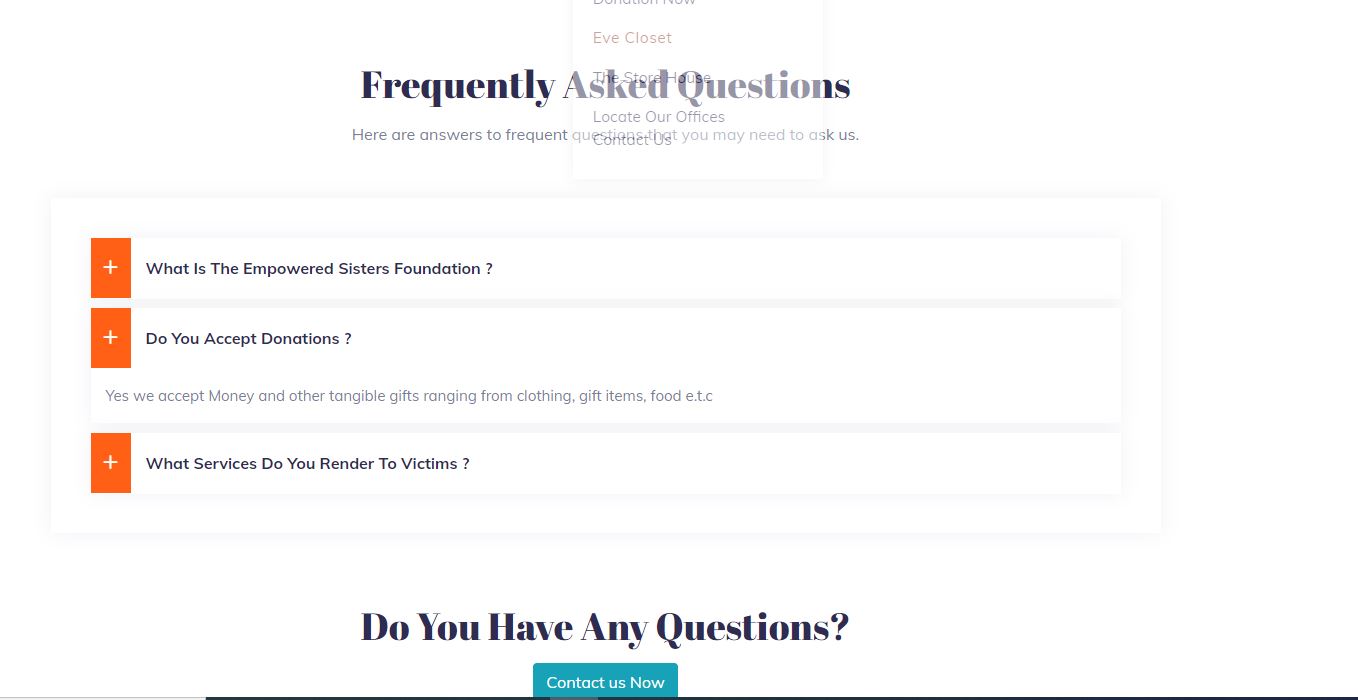 Donation Now
Eve Closet
The Store House
Locate Our Offices
Contact Us
Frequently Asked Questions
Here are answers to frequent questions that you may need to ask us.
+ What Is The Empowered Sisters Foundation ?
+ Do You Accept Donations ?
Yes we accept Money and other tangible gifts ranging from clothing, gift items, food e.t.c
+ What Services Do You Render To Victims ?
Do You Have Any Questions?
Contact us Now